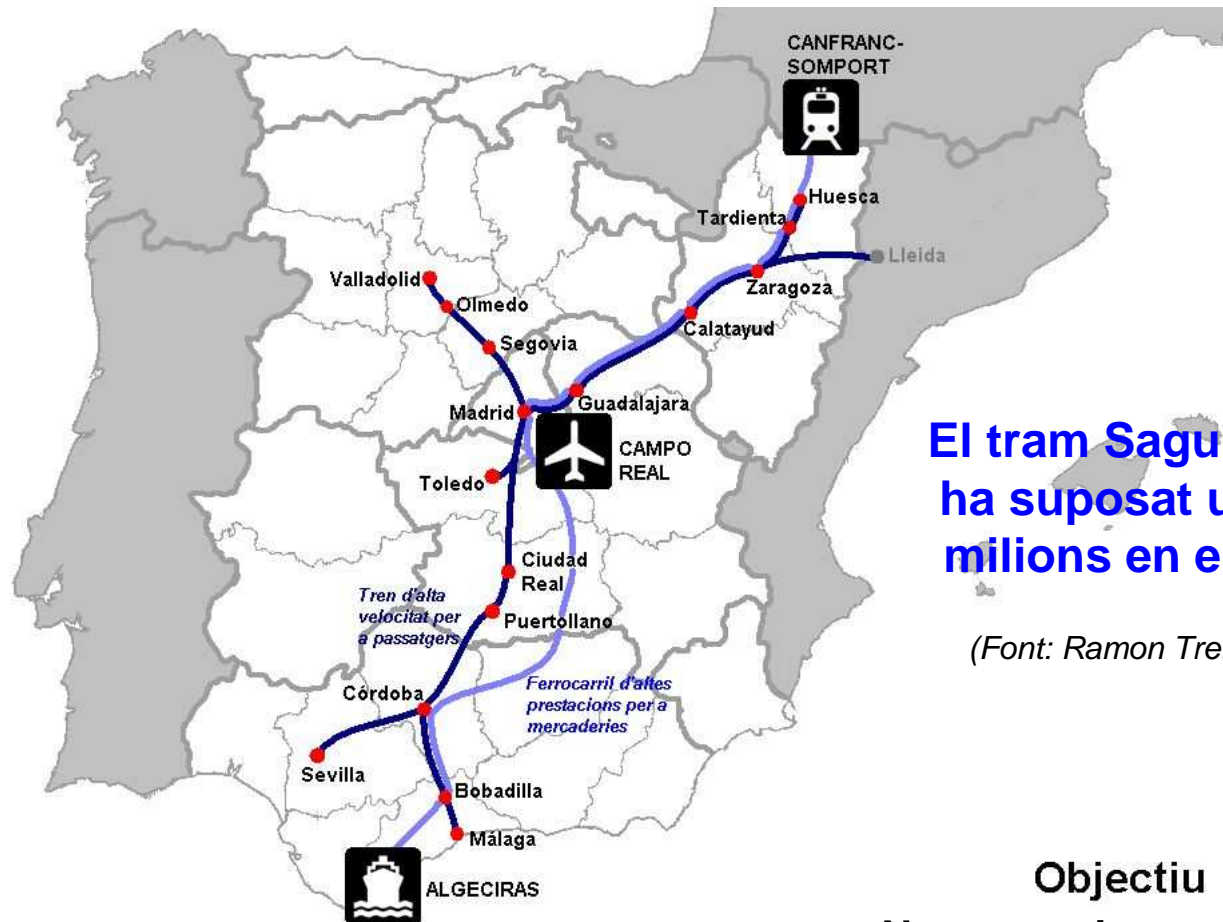 CANFRANC-
SOMPORT
Huesca
Tardienta
Lleida
Zaragoza
Valladolid
Olmedo
Calatayud
Segovia
Guadalajara
Madrid
CAMPO
REAL
Toledo
El tram Sagu
ha suposat u
milions en e
Ciudad
Real
Tren d'alta
velocitat per
a passatgers
Puertollano
(Font: Ramon Tre
Córdoba
Ferrocarril d'altes
prestacions per a
mercaderies
Sevilla
Bobadilla
Málaga
ALGECIRAS
Objectiu